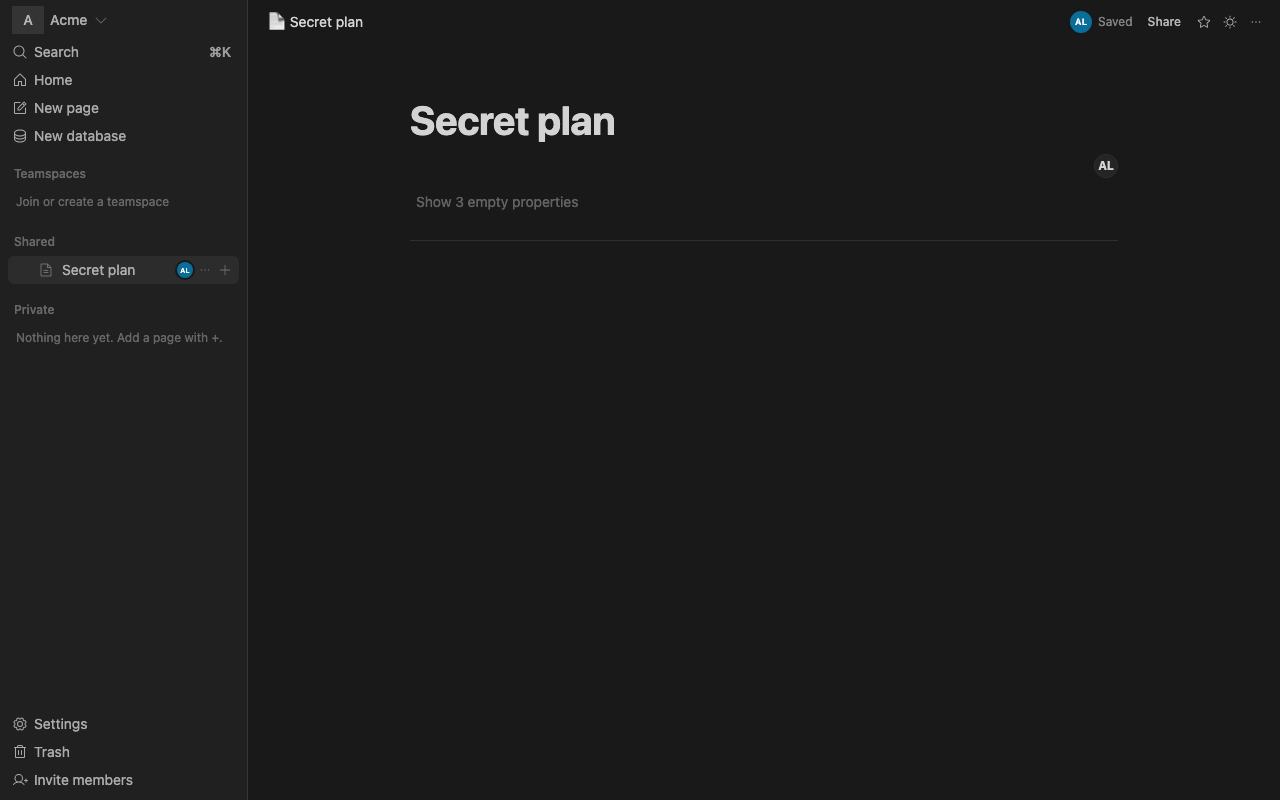 A Acme
Search ⌘K
Home
New page
New database
Teamspaces
Join or create a teamspace
Shared
Secret plan AL
Private
Nothing here yet. Add a page with +.
Settings
Trash
Invite members
Secret plan
AL Saved Share
Secret plan
AL
Show 3 empty properties